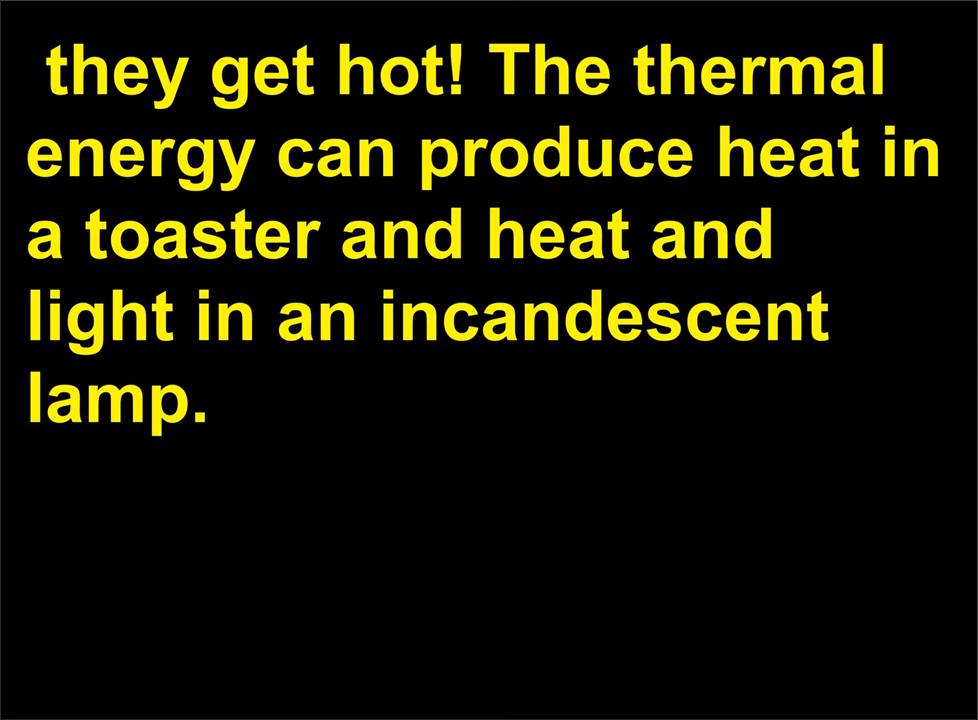 they get hot! The thermal
energy can produce heat in
a toaster and heat and
light in an incandescent
lamp.